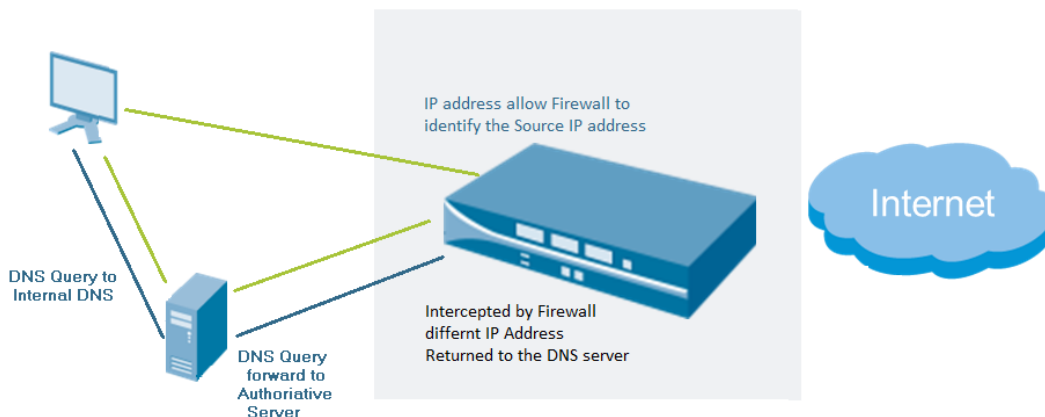 IP address allow Firewall to
identify the Source IP address
Internet
DNS Query to
Internal DNS
Intercepted by Firewall
differnt IP Address
Returned to the DNS server
DNS Query
forward to
Authoriative
Server